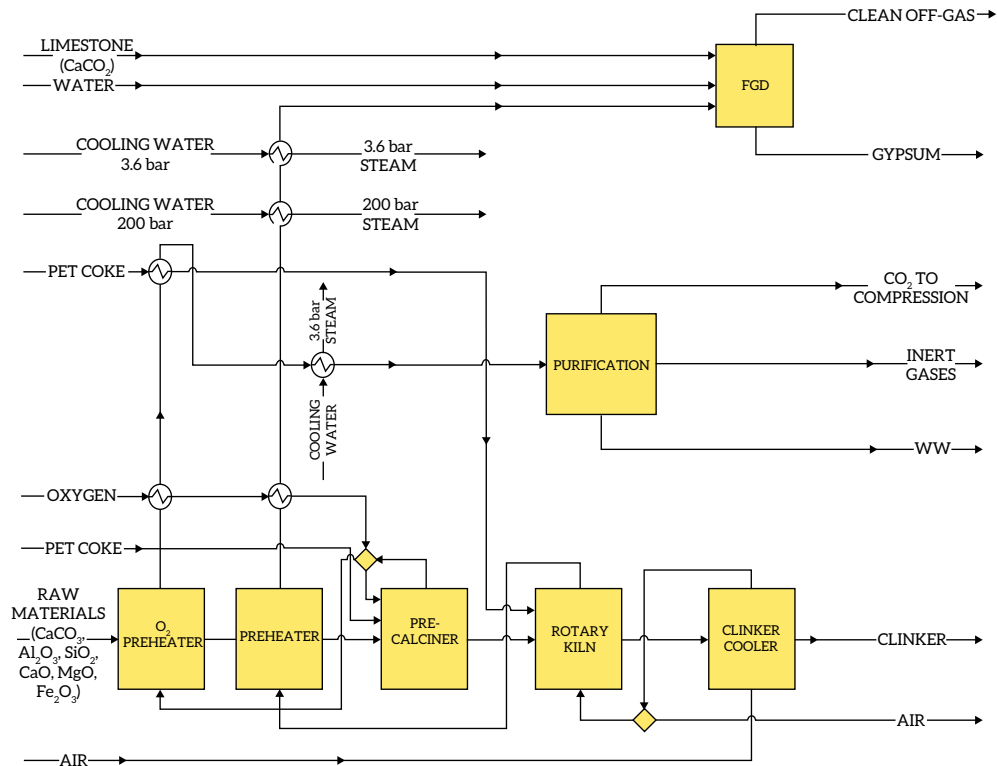 CLEAN OFF-GAS
LIMESTONE
(CaCO₂)
WATER
FGD
COOLING WATER
3.6 bar
3.6 bar
STEAM
GYPSUM
COOLING WATER
200 bar
200 bar
STEAM
PET COKE
CO₂ TO
COMPRESSION
3.6 bar
STEAM
PURIFICATION
INERT
GASES
COOLING
WATER
WW
OXYGEN
PET COKE
RAW
MATERIALS
(CaCO₃,
Al₂O₃, SiO₂,
CaO, MgO,
Fe₂O₃)
O₂
PREHEATER
PREHEATER
PRE-
CALCINER
ROTARY
KILN
CLINKER
COOLER
CLINKER
AIR
AIR